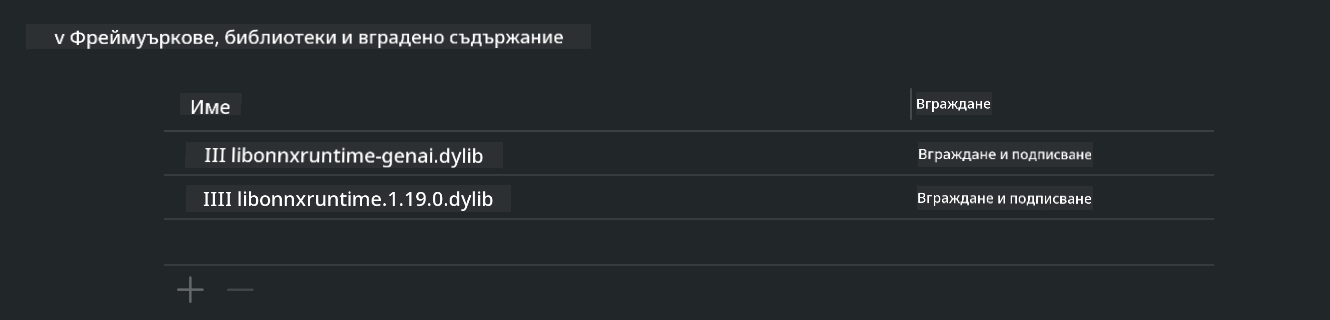 v Фреймуъркове, библиотеки и вградено съдържание
Име Вграждане
III libonnxruntime-genai.dylib Вграждане и подписване
IIII libonnxruntime.1.19.0.dylib Вграждане и подписване